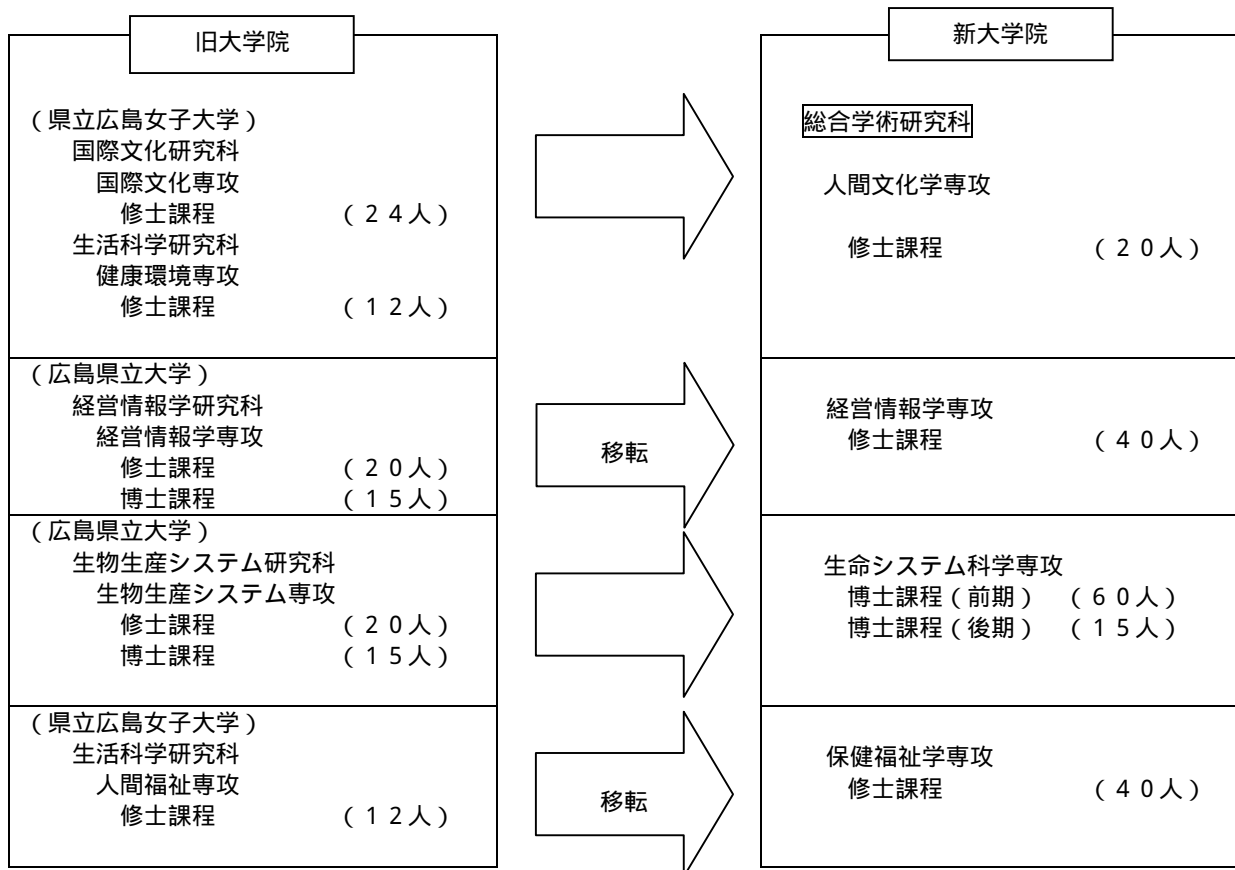 旧大学院
(県立広島女子大学)
国際文化研究科
国際文化専攻
修士課程 (24人)
生活科学研究科
健康環境専攻
修士課程 (12人)
(広島県立大学)
経営情報学研究科
経営情報学専攻
修士課程 (20人)
博士課程 (15人)
(広島県立大学)
生物生産システム研究科
生物生産システム専攻
修士課程 (20人)
博士課程 (15人)
(県立広島女子大学)
生活科学研究科
人間福祉専攻
修士課程 (12人)
移転
移転
新大学院
総合学術研究科
人間文化学専攻
修士課程 (20人)
経営情報学専攻
修士課程 (40人)
生命システム科学専攻
博士課程(前期) (60人)
博士課程(後期) (15人)
保健福祉学専攻
修士課程 (40人)